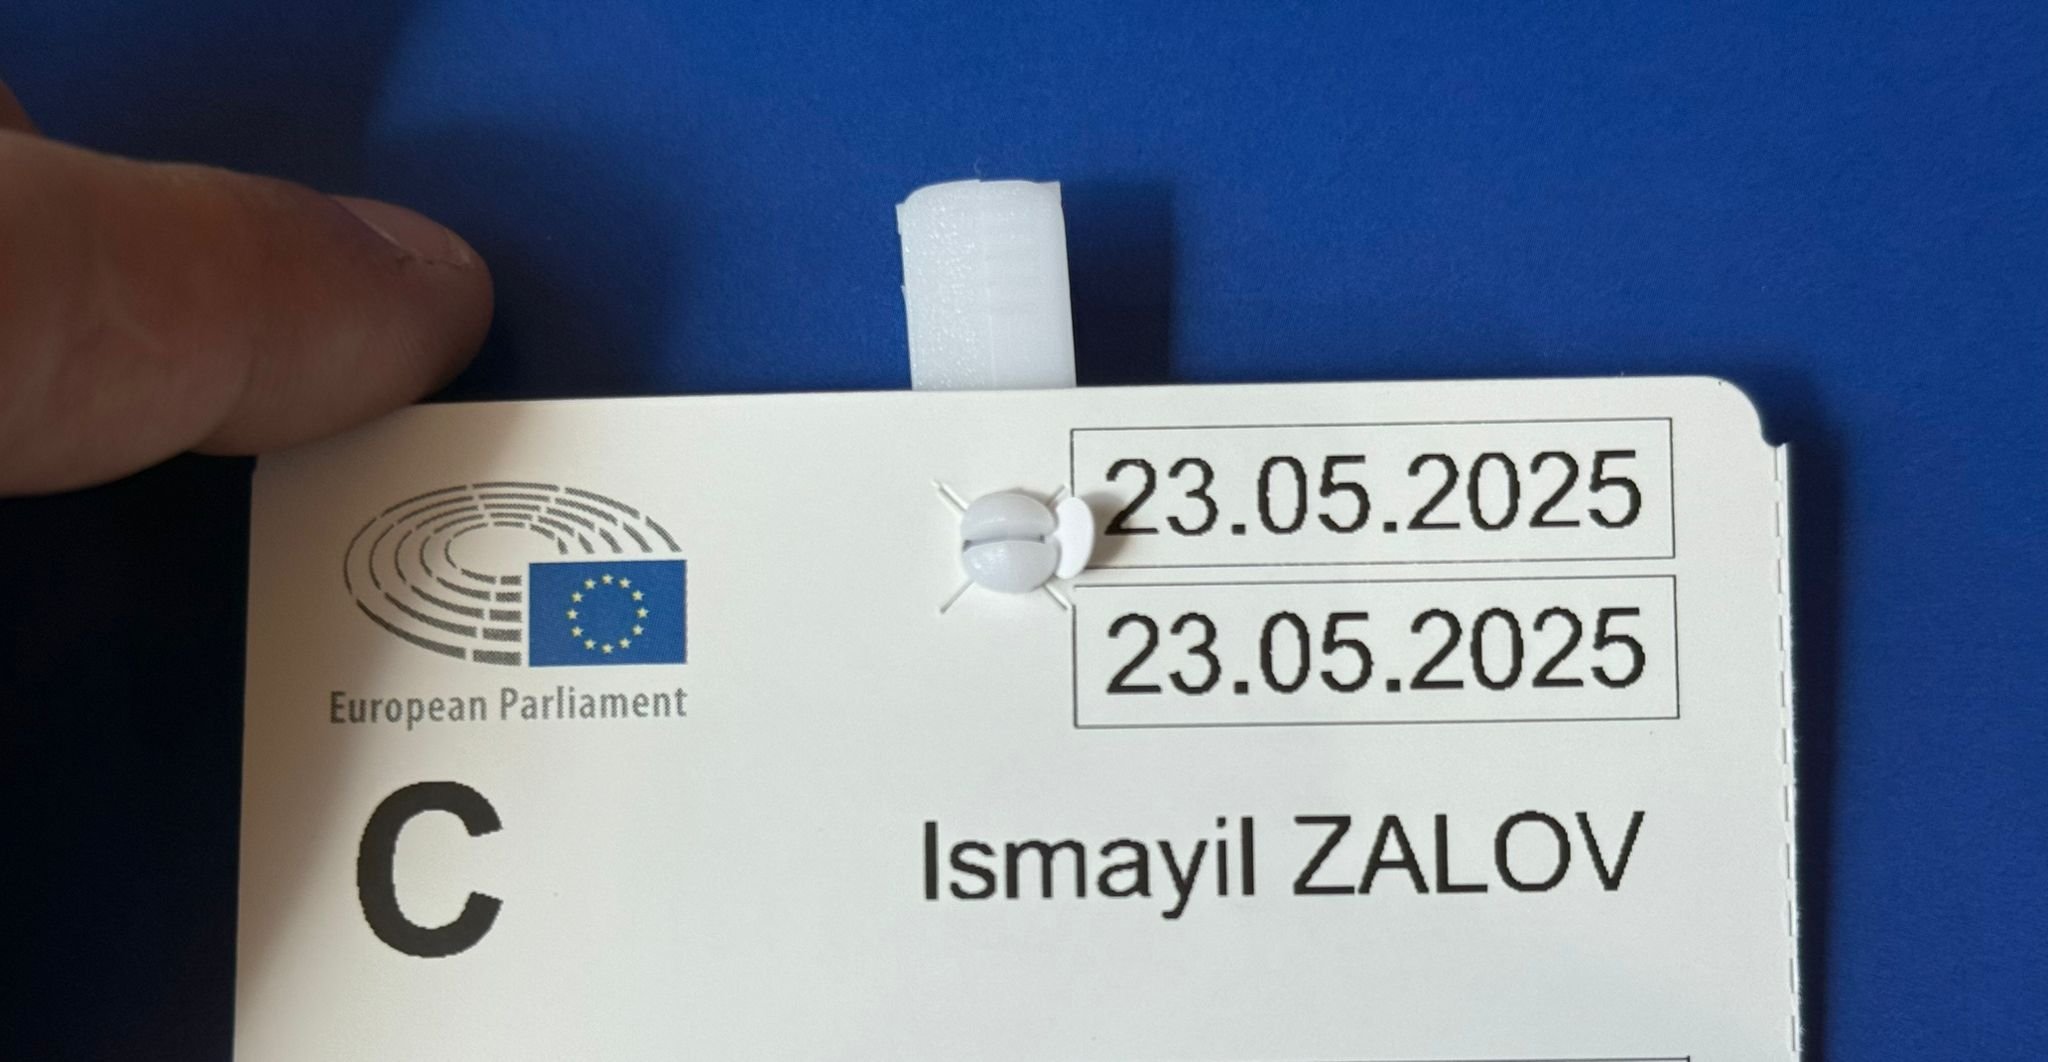 23.05.2025
23.05.2025
European Parliament
C
Ismayil ZALOV